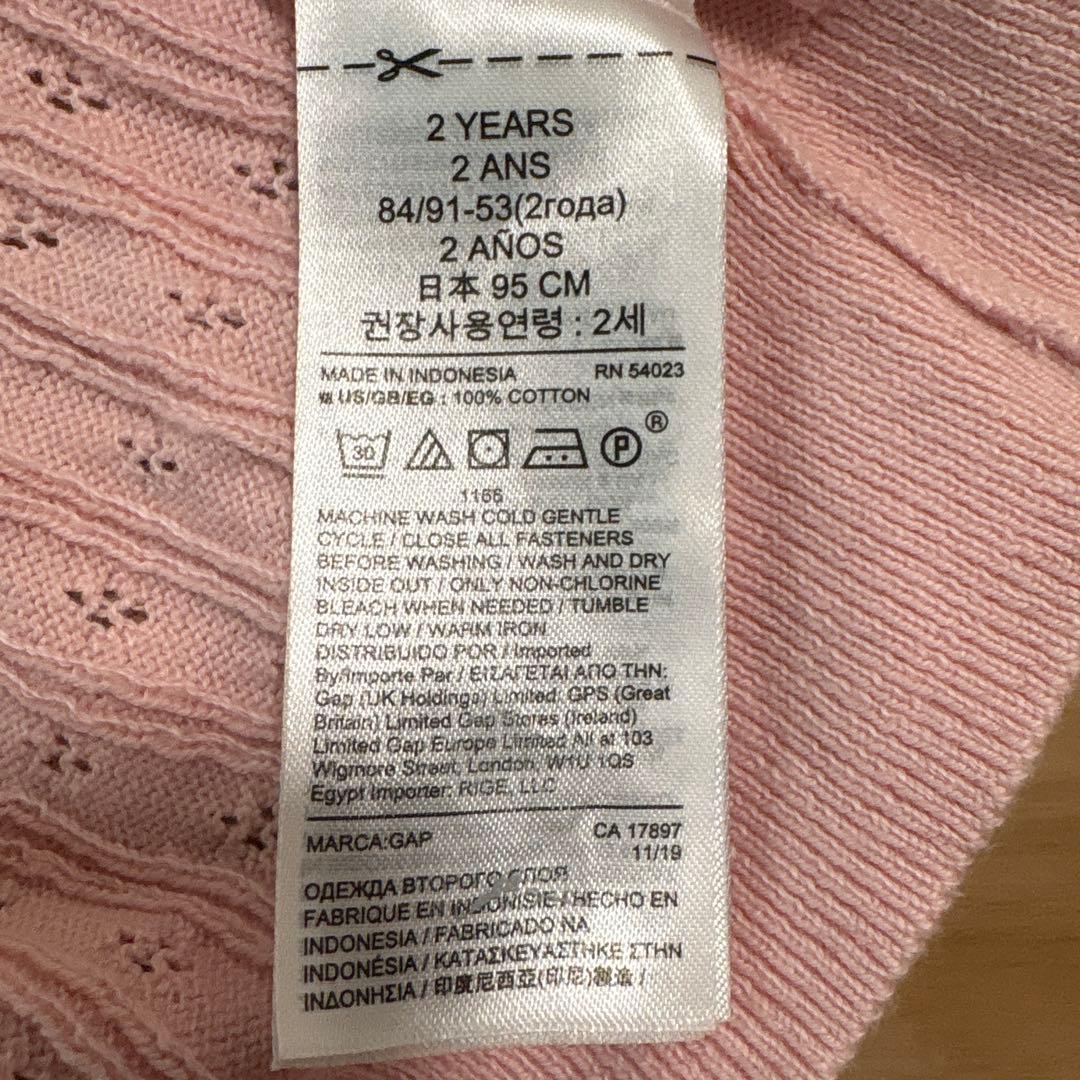 2 YEARS
2 ANS
84/91-53(2года)
2 AÑOS
日本 95 CM
권장사용연령 : 2세
MADE IN INDONESIA RN 54023
US/GB/EG : 100% COTTON
30 P ®
1166
MACHINE WASH COLD GENTLE
CYCLE / CLOSE ALL FASTENERS
BEFORE WASHING / WASH AND DRY
INSIDE OUT / ONLY NON-CHLORINE
BLEACH WHEN NEEDED / TUMBLE
DRY LOW / WARM IRON
DISTRIBUIDO POR / Imported
By/Importe Par / ΕΙΣΑΓΕΤΑΙ ΑΠΟ ΤΗΝ:
Gap (UK Holdings) Limited, GPS (Great
Britain) Limited Gap Stores (Ireland)
Limited Gap Europe Limited All at 103
Wigmore Street, London, W1U 1QS
Egypt Importer: RIGE, LLC
MARCA:GAP CA 17897
11/19
ОДЕЖДА ВТОРОГО СЛОЯ
FABRIQUE EN INDONISIE / HECHO EN
INDONESIA / FABRICADO NA
INDONÉSIA / ΚΑΤΑΣΚΕΥΑΣΤΗΚΕ ΣΤΗΝ
ΙΝΔΟΝΗΣΙΑ / 印度尼西亞(印尼)製造 /